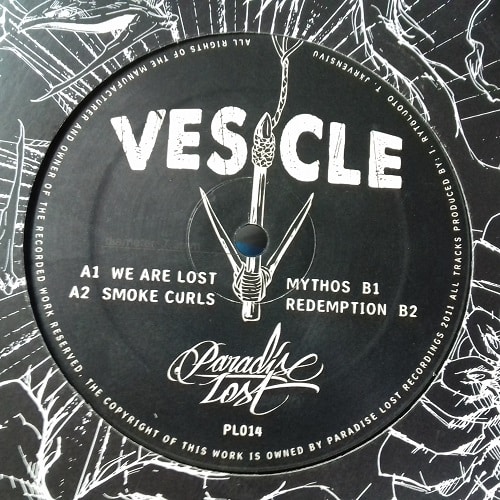 VESICLE
A1 WE ARE LOST
A2 SMOKE CURLS
MYTHOS B1
REDEMPTION B2
Paradise
Lost
PL014
ALL RIGHTS OF THE MANUFACTURER AND OWNER OF THE RECORDED WORK RESERVED. THE COPYRIGHT OF THIS WORK IS OWNED BY PARADISE LOST RECORDINGS 2011 ALL TRACKS PRODUCED BY: I. RYTÖLUOTO T. JÄRVENSIVU